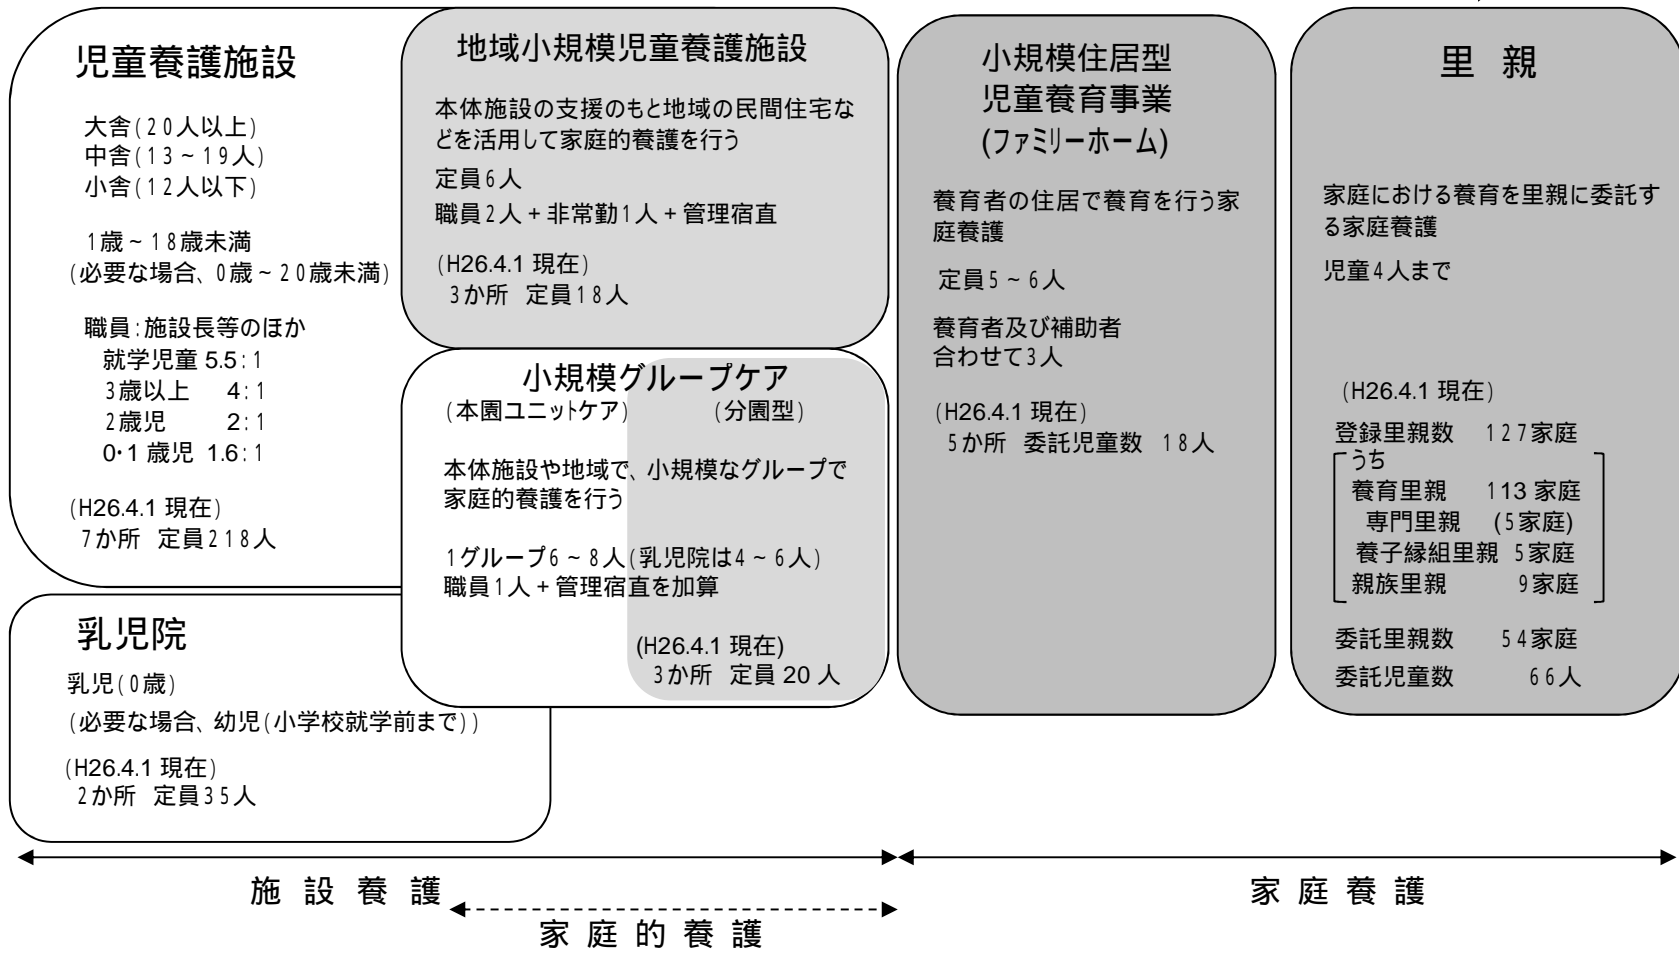 児童養護施設
大舎(20人以上)
中舎(13~19人)
小舎(12人以下)
1歳~18歳未満
(必要な場合、0歳~20歳未満)
職員:施設長等のほか
就学児童 5.5:1
3歳以上 4:1
2歳児 2:1
0・1歳児 1.6:1
(H26.4.1 現在)
7か所 定員218人
乳児院
乳児(0歳)
(必要な場合、幼児(小学校就学前まで))
(H26.4.1 現在)
2か所 定員35人
地域小規模児童養護施設
本体施設の支援のもと地域の民間住宅な
どを活用して家庭的養護を行う
定員6人
職員2人+非常勤1人+管理宿直
(H26.4.1 現在)
3か所 定員18人
小規模グループケア
(本園ユニットケア) (分園型)
本体施設や地域で、小規模なグループで
家庭的養護を行う
1グループ6~8人(乳児院は4~6人)
職員1人+管理宿直を加算
(H26.4.1 現在)
3か所 定員 20 人
小規模住居型
児童養育事業
(ファミリーホーム)
養育者の住居で養育を行う家
庭養護
定員5~6人
養育者及び補助者
合わせて3人
(H26.4.1 現在)
5か所 委託児童数 18人
里親
家庭における養育を里親に委託す
る家庭養護
児童4人まで
(H26.4.1 現在)
登録里親数 127家庭
うち
養育里親 113 家庭
専門里親 (5家庭)
養子縁組里親 5家庭
親族里親 9家庭
委託里親数 54家庭
委託児童数 66人
施設養護
家庭的養護
家庭養護